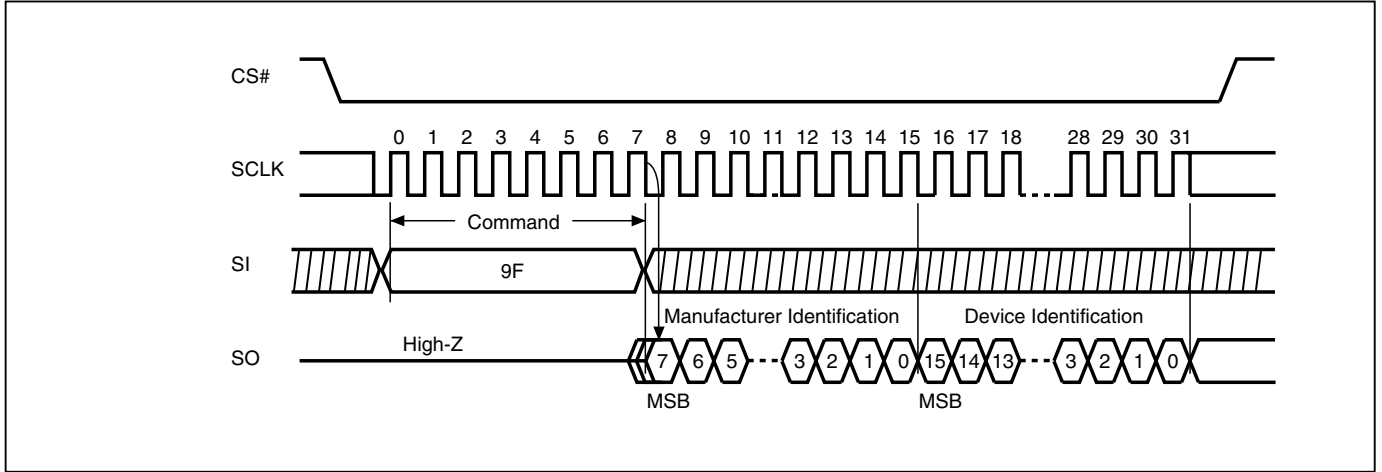 CS#
0 1 2 3 4 5 6 7 8 9 10 11 12 13 14 15 16 17 18 28 29 30 31
SCLK
Command
SI
9F
Manufacturer Identification Device Identification
High-Z
SO
7 6 5 3 2 1 0 15 14 13 3 2 1 0
MSB MSB